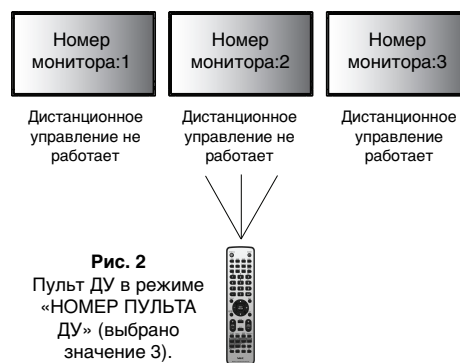 Номер
монитора:1
Номер
монитора:2
Номер
монитора:3
Дистанционное
управление не
работает
Дистанционное
управление не
работает
Дистанционное
управление
работает
Рис. 2
Пульт ДУ в режиме
«НОМЕР ПУЛЬТА
ДУ» (выбрано
значение 3).